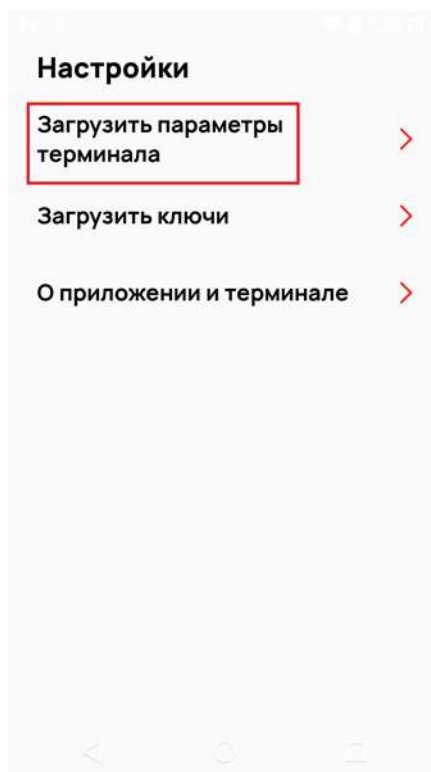 Настройки
Загрузить параметры
терминала
Загрузить ключи
О приложении и терминале